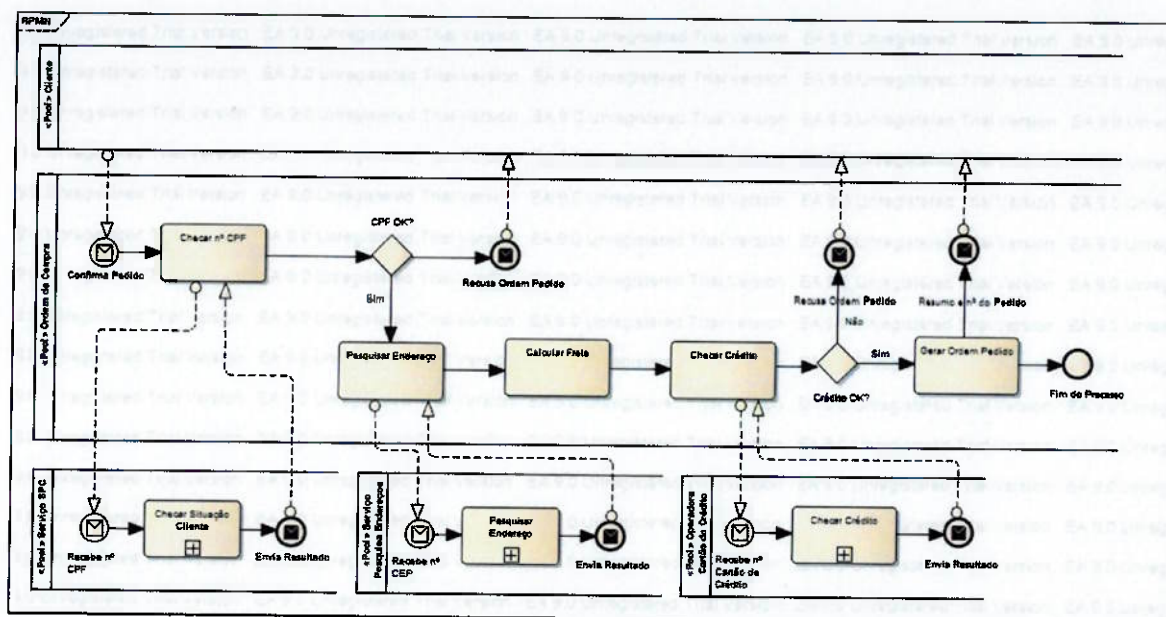 BPMN
«Pool» Cliente
«Pool» Ordem de Compra
Confirma Pedido
Checar nº CPF
CPF OK?
Sim
Recusa Ordem Pedido
Pesquisar Endereço
Calcular Frete
Checar Crédito
Recusa Ordem Pedido
Não
Crédito OK?
Sim
Resumo em* do Pedido
Gerar Ordem Pedido
Fim do Processo
«Pool» Serviço SPC
Recebe nº
CPF
Checar Situação
Cliente
Envia Resultado
«Pool» Serviço
Pesquisa Endereços
Recebe nº
CEP
Pesquisar
Endereço
Envia Resultado
«Pool» Operadora
Cartão de Crédito
Recebe nº
Cartão de
Crédito
Checar Crédito
Envia Resultado
EA 9.0 Unregistered Trial Version